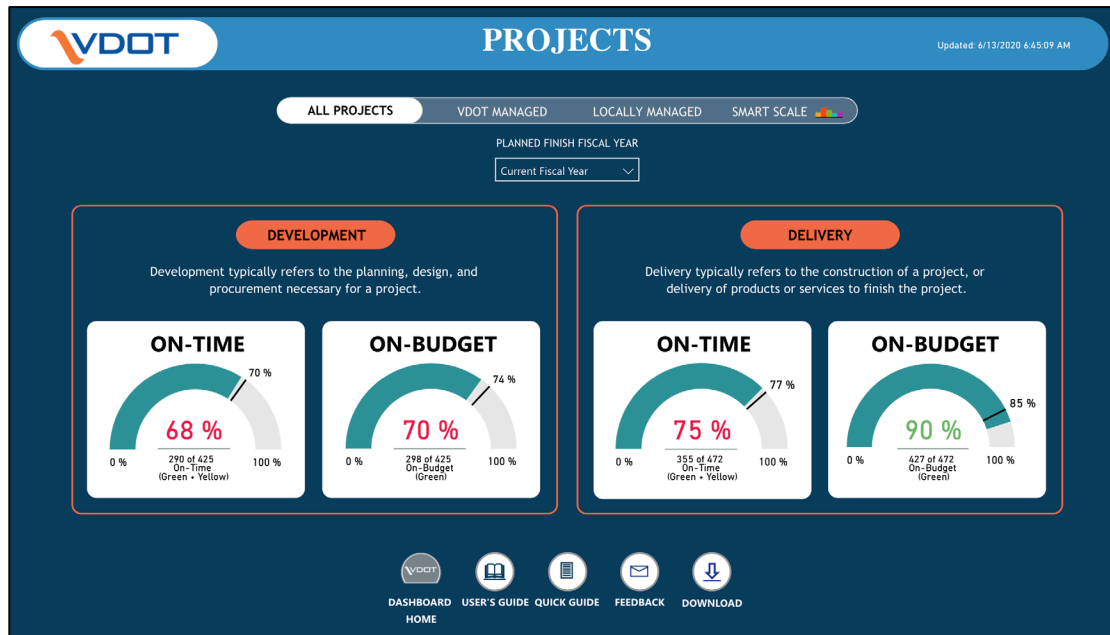 VDOT
PROJECTS
Updated: 6/13/2020 6:45:09 AM
ALL PROJECTS
VDOT MANAGED
LOCALLY MANAGED
SMART SCALE
PLANNED FINISH FISCAL YEAR
Current Fiscal Year
DEVELOPMENT
Development typically refers to the planning, design, and
procurement necessary for a project.
ON-TIME
70 %
68 %
0 %
290 of 425
On-Time
(Green + Yellow)
100 %
ON-BUDGET
74 %
70 %
0 %
298 of 425
On-Budget
(Green)
100 %
DELIVERY
Delivery typically refers to the construction of a project, or
delivery of products or services to finish the project.
ON-TIME
77 %
75 %
0 %
355 of 472
On-Time
(Green + Yellow)
100 %
ON-BUDGET
85 %
90 %
0 %
427 of 472
On-Budget
(Green)
100 %
VDOT
DASHBOARD
HOME
USER'S GUIDE
QUICK GUIDE
FEEDBACK
DOWNLOAD